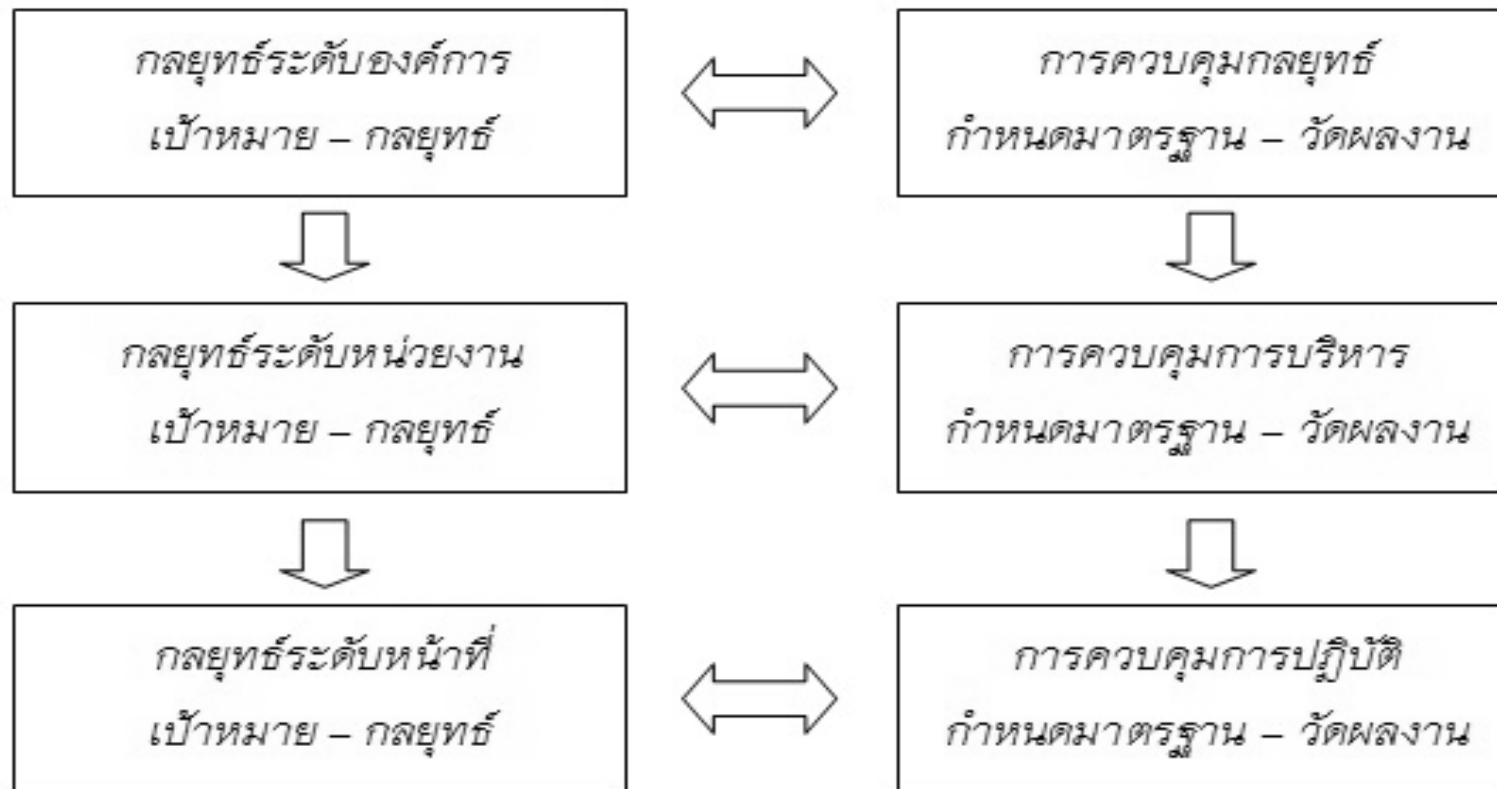 กลยุทธ์ระดับองค์การ
เป้าหมาย – กลยุทธ์
การควบคุมกลยุทธ์
กำหนดมาตรฐาน – วัดผลงาน
กลยุทธ์ระดับหน่วยงาน
เป้าหมาย – กลยุทธ์
การควบคุมการบริหาร
กำหนดมาตรฐาน – วัดผลงาน
กลยุทธ์ระดับหน้าที่
เป้าหมาย – กลยุทธ์
การควบคุมการปฏิบัติ
กำหนดมาตรฐาน – วัดผลงาน